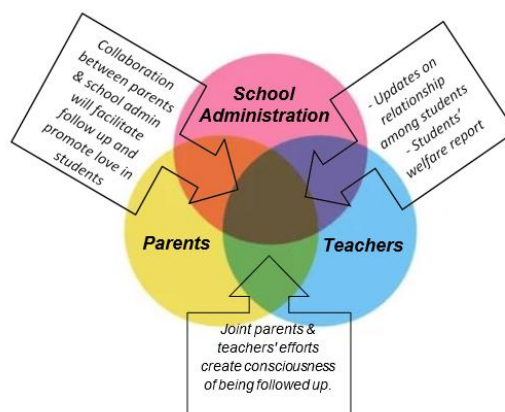 Collaboration
between parents
& school admin
will facilitate
follow up and
promote love in
students
School
Administration
- Updates on
relationship
among students
- Students'
welfare report
Parents
Teachers
Joint parents &
teachers' efforts
create consciousness
of being followed up.